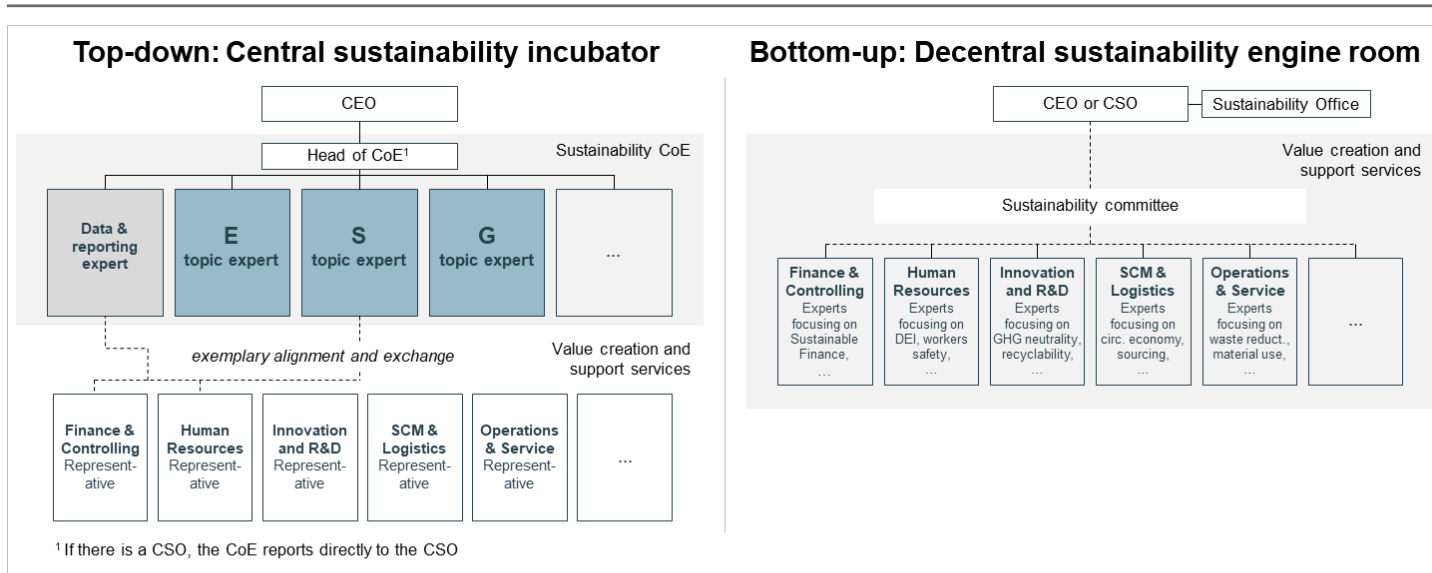 Top-down: Central sustainability incubator
CEO
Head of CoE¹
Sustainability CoE
Data &
reporting
expert
E
topic expert
S
topic expert
G
topic expert
...
exemplary alignment and exchange
Value creation and
support services
Finance &
Controlling
Represent-
ative
Human
Resources
Represent-
ative
Innovation
and R&D
Represent-
ative
SCM &
Logistics
Represent-
ative
Operations
& Service
Represent-
ative
...
¹ If there is a CSO, the CoE reports directly to the CSO
Bottom-up: Decentral sustainability engine room
CEO or CSO
Sustainability Office
Value creation and
support services
Sustainability committee
Finance &
Controlling
Experts
focusing on
Sustainable
Finance,
...
Human
Resources
Experts
focusing on
DEI, workers
safety,
...
Innovation
and R&D
Experts
focusing on
GHG neutrality,
recyclability,
...
SCM &
Logistics
Experts
focusing on
circ. economy,
sourcing,
...
Operations
& Service
Experts
focusing on
waste reduct.,
material use,
...
...